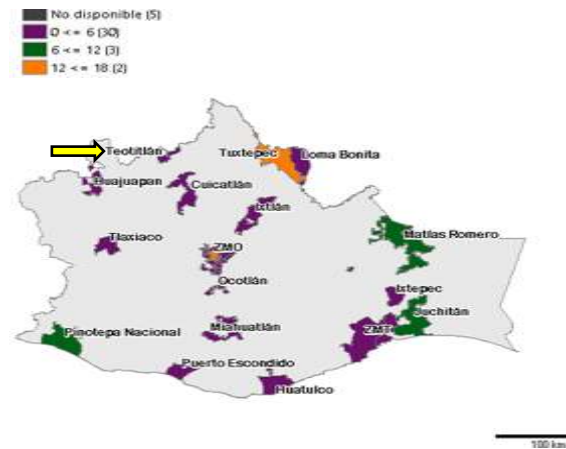 No disponible (5)
0 <= 6 (30)
6 <= 12 (3)
12 <= 18 (2)
Teotitlán
Tuxtepec
Loma Bonita
Huajuapan
Cuicatlán
Ixtlán
Tlaxiaco
ZMO
Matías Romero
Ocotlán
Ixtepec
Juchitán
Pinotepa Nacional
Miahuatlán
ZMT
Puerto Escondido
Huatulco
100 km